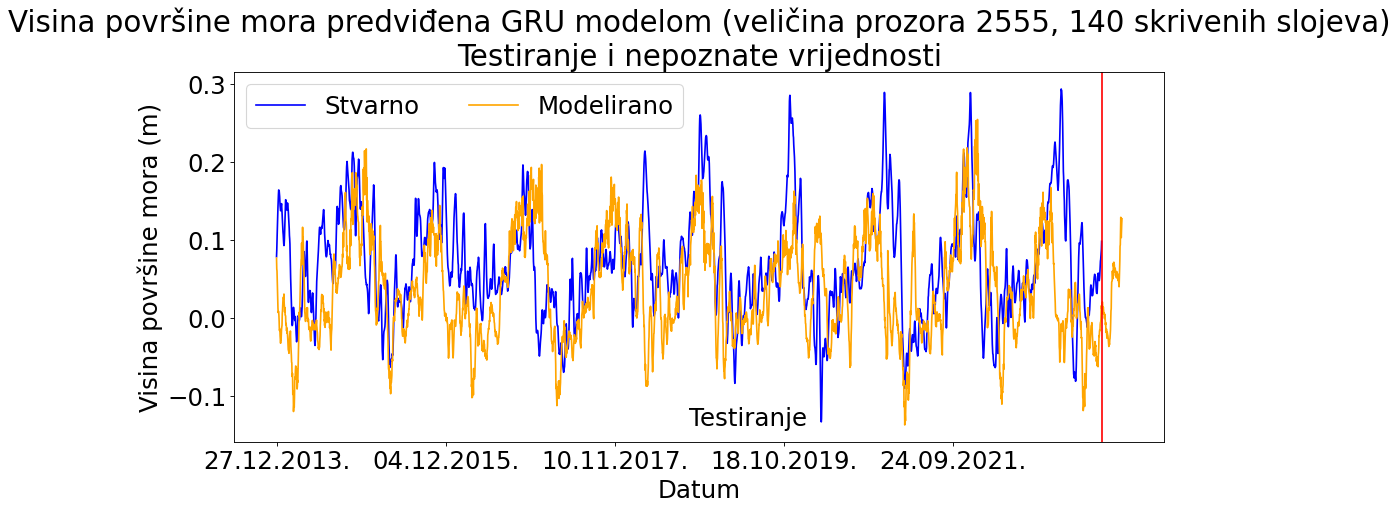 Visina površine mora predviđena GRU modelom (veličina prozora 2555, 140 skrivenih slojeva)
Testiranje i nepoznate vrijednosti
Stvarno
Modelirano
Visina površine mora (m)
0.3
0.2
0.1
0.0
−0.1
Testiranje
27.12.2013.
04.12.2015.
10.11.2017.
18.10.2019.
24.09.2021.
Datum